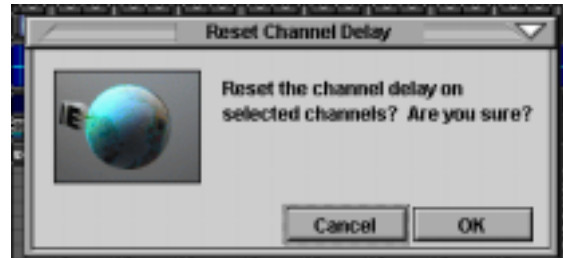 Reset Channel Delay
Reset the channel delay on
selected channels? Are you sure?
Cancel
OK